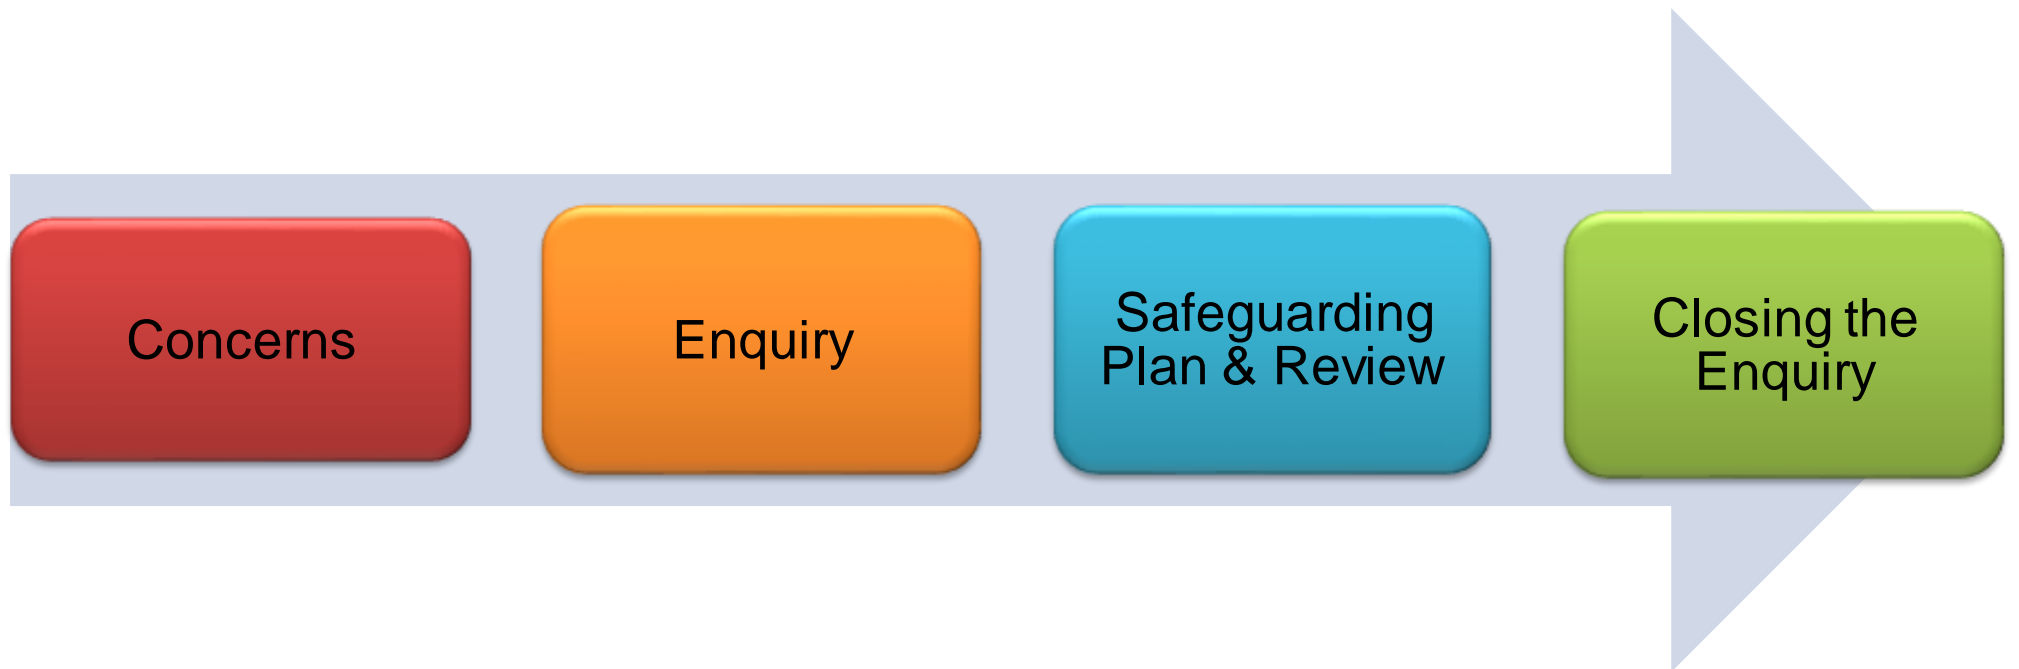 Concerns
Enquiry
Safeguarding
Plan & Review
Closing the
Enquiry